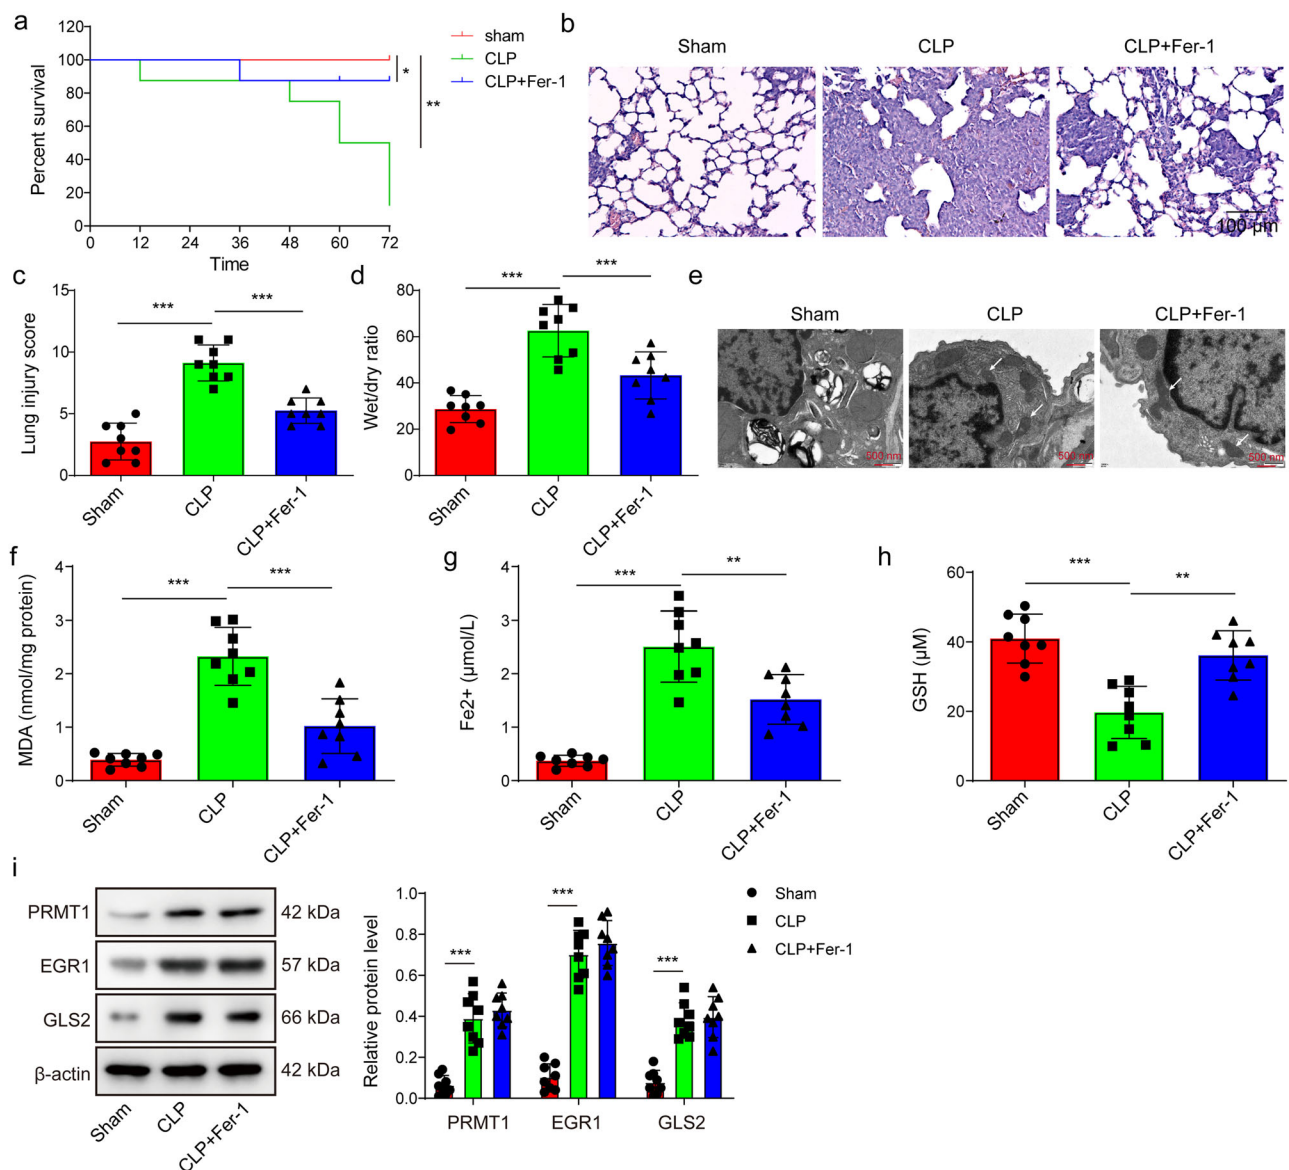 a
120
100
80
60
40
20
0
Percent survival
0 12 24 36 48 60 72
Time
sham
CLP
CLP+Fer-1
*
**
b
Sham CLP CLP+Fer-1
100 μm
c
15
10
5
0
Lung injury score
*** ***
Sham CLP CLP+Fer-1
d
80
60
40
20
0
Wet/dry ratio
*** ***
Sham CLP CLP+Fer-1
e
Sham CLP CLP+Fer-1
500 nm 500 nm 500 nm
f
4
3
2
1
0
MDA (nmol/mg protein)
*** ***
Sham CLP CLP+Fer-1
g
4
3
2
1
0
Fe2+ (μmol/L)
*** **
Sham CLP CLP+Fer-1
h
60
40
20
0
GSH (μM)
*** **
Sham CLP CLP+Fer-1
i
PRMT1 42 kDa
EGR1 57 kDa
GLS2 66 kDa
β-actin 42 kDa
Sham CLP CLP+Fer-1
1.0
0.8
0.6
0.4
0.2
0.0
Relative protein level
*** *** ***
PRMT1 EGR1 GLS2
Sham
CLP
CLP+Fer-1